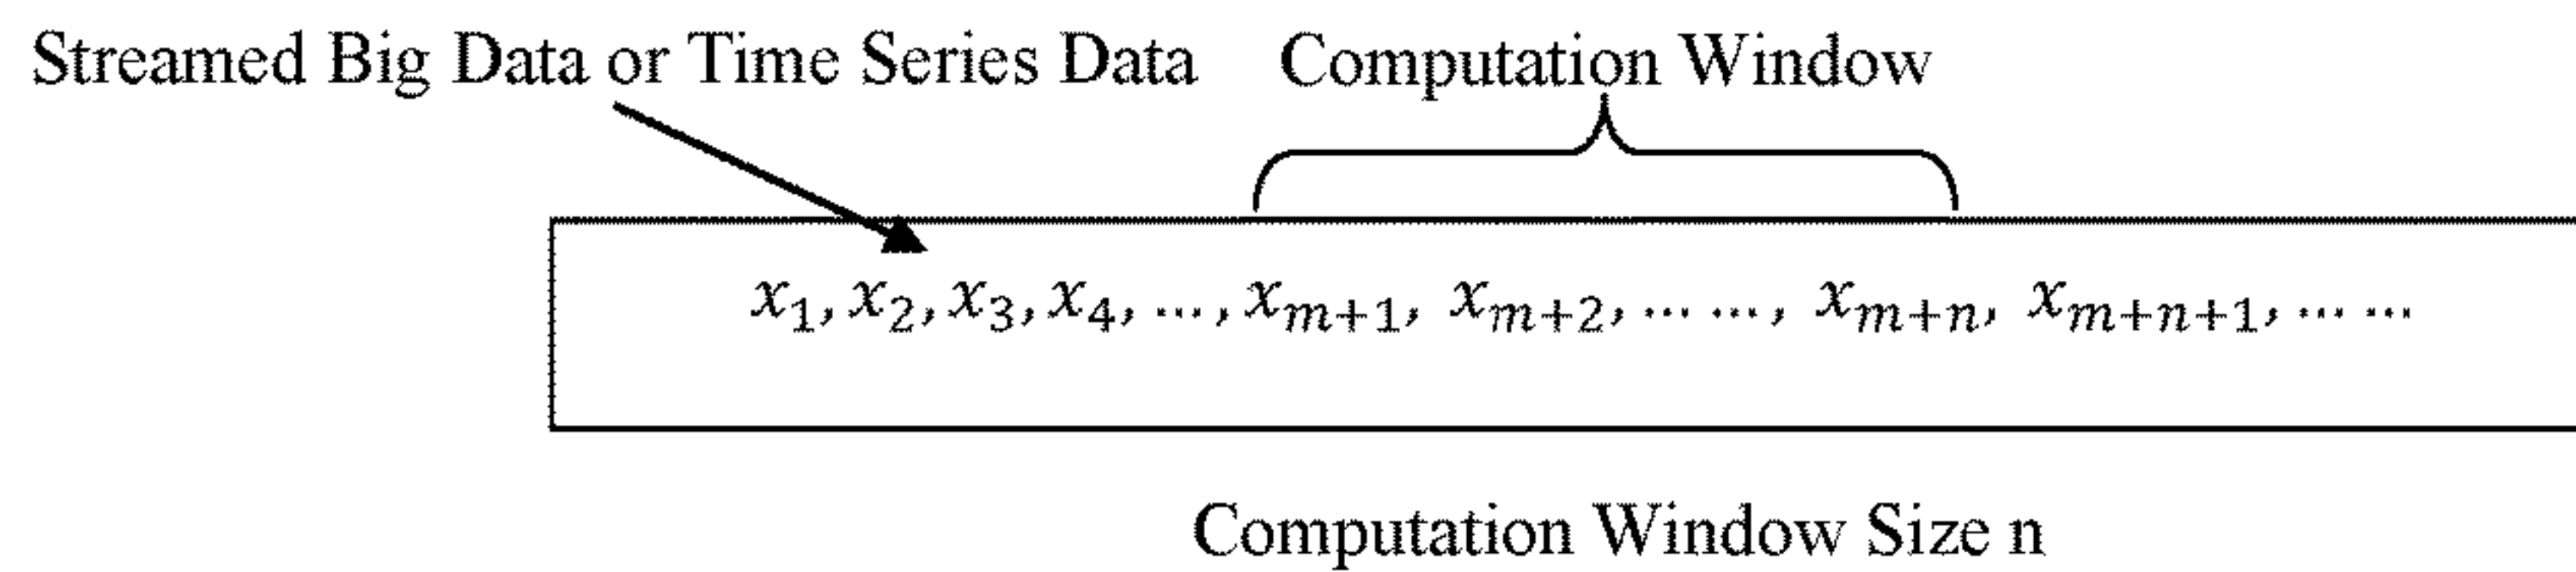 Streamed Big Data or Time Series Data Computation Window
x₁, x₂, x₃, x₄, ..., xₘ₊₁, xₘ₊₂, ... ..., xₘ₊ₙ, xₘ₊ₙ₊₁, ... ...
Computation Window Size n